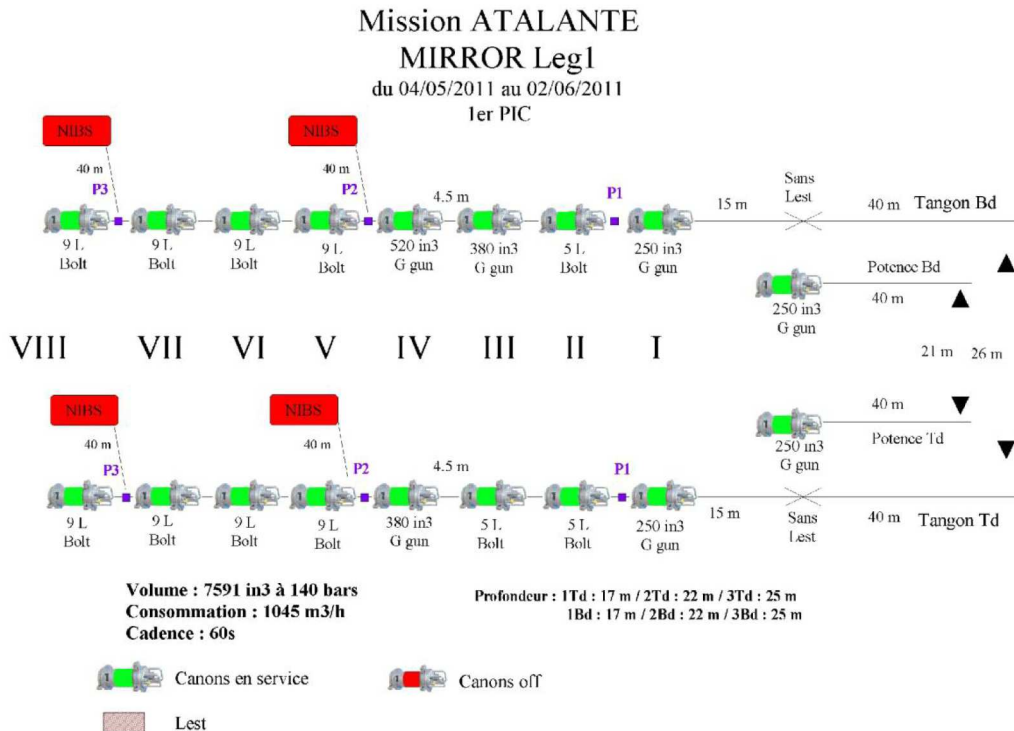 Mission ATALANTE
MIRROR Leg1
du 04/05/2011 au 02/06/2011
1er PIC
NIBS NIBS
40 m 40 m
P3 P2 4.5 m P1 15 m Sans Lest 40 m Tangon Bd
1 1 1 1 1 1 1 1
9 L Bolt 9 L Bolt 9 L Bolt 9 L Bolt 520 in3 G gun 380 in3 G gun 5 L Bolt 250 in3 G gun
Potence Bd
1 40 m
250 in3
G gun
VIII VII VI V IV III II I 21 m 26 m
NIBS NIBS
40 m
1 Potence Td
250 in3
G gun
40 m 40 m
P3 P2 4.5 m P1
1 1 1 1 1 1 1 1
15 m Sans Lest 40 m Tangon Td
9 L Bolt 9 L Bolt 9 L Bolt 9 L Bolt 380 in3 G gun 5 L Bolt 5 L Bolt 250 in3 G gun
Volume : 7591 in3 à 140 bars
Consommation : 1045 m3/h
Cadence : 60s
Profondeur : 1Td : 17 m / 2Td : 22 m / 3Td : 25 m
1Bd : 17 m / 2Bd : 22 m / 3Bd : 25 m
1 Canons en service
1 Canons off
Lest